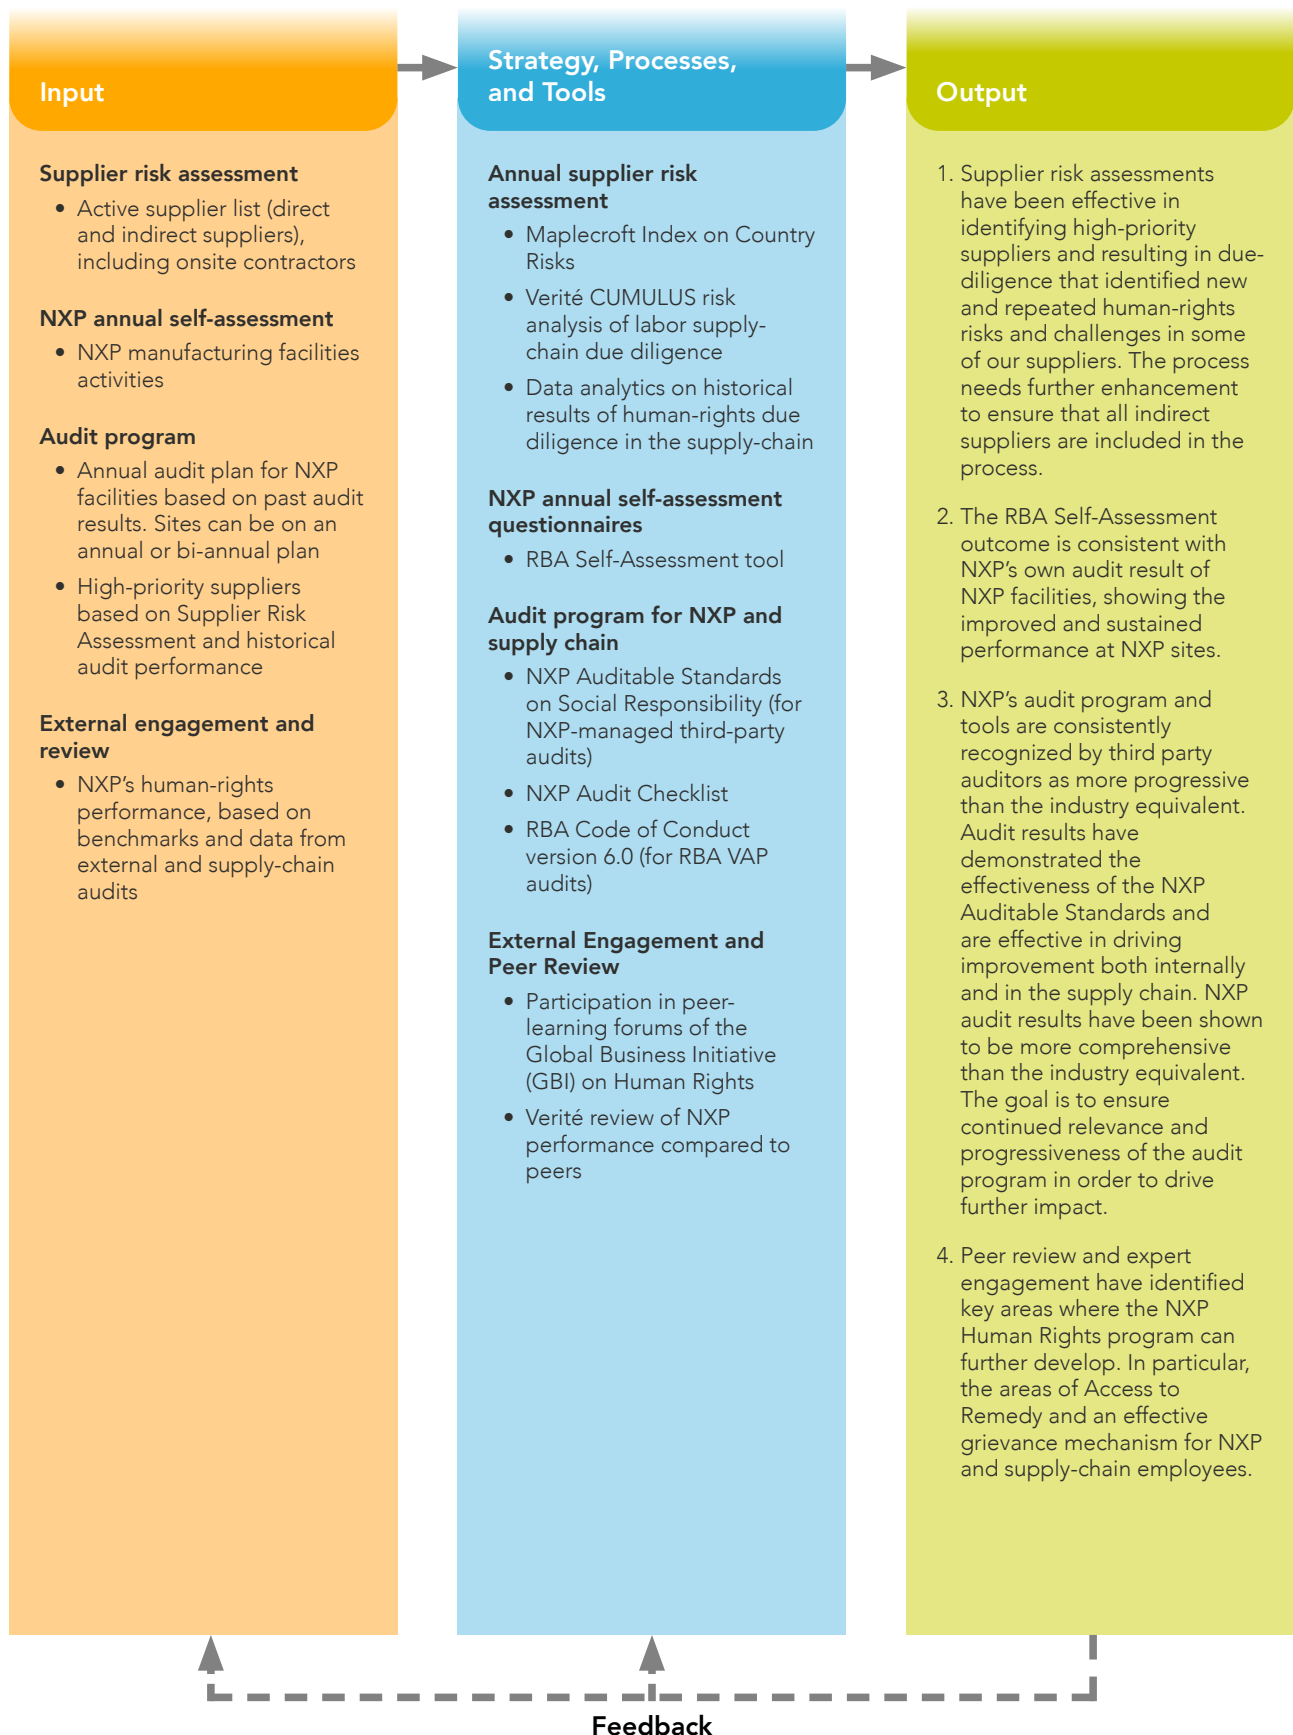 Input
Supplier risk assessment
• Active supplier list (direct
and indirect suppliers),
including onsite contractors
NXP annual self-assessment
• NXP manufacturing facilities
activities
Audit program
• Annual audit plan for NXP
facilities based on past audit
results. Sites can be on an
annual or bi-annual plan
• High-priority suppliers
based on Supplier Risk
Assessment and historical
audit performance
External engagement and
review
• NXP's human-rights
performance, based on
benchmarks and data from
external and supply-chain
audits
Strategy, Processes,
and Tools
Annual supplier risk
assessment
• Maplecroft Index on Country
Risks
• Verité CUMULUS risk
analysis of labor supply-
chain due diligence
• Data analytics on historical
results of human-rights due
diligence in the supply-chain
NXP annual self-assessment
questionnaires
• RBA Self-Assessment tool
Audit program for NXP and
supply chain
• NXP Auditable Standards
on Social Responsibility (for
NXP-managed third-party
audits)
• NXP Audit Checklist
• RBA Code of Conduct
version 6.0 (for RBA VAP
audits)
External Engagement and
Peer Review
• Participation in peer-
learning forums of the
Global Business Initiative
(GBI) on Human Rights
• Verité review of NXP
performance compared to
peers
Output
1. Supplier risk assessments
have been effective in
identifying high-priority
suppliers and resulting in due-
diligence that identified new
and repeated human-rights
risks and challenges in some
of our suppliers. The process
needs further enhancement
to ensure that all indirect
suppliers are included in the
process.
2. The RBA Self-Assessment
outcome is consistent with
NXP's own audit result of
NXP facilities, showing the
improved and sustained
performance at NXP sites.
3. NXP's audit program and
tools are consistently
recognized by third party
auditors as more progressive
than the industry equivalent.
Audit results have
demonstrated the
effectiveness of the NXP
Auditable Standards and
are effective in driving
improvement both internally
and in the supply chain. NXP
audit results have been shown
to be more comprehensive
than the industry equivalent.
The goal is to ensure
continued relevance and
progressiveness of the audit
program in order to drive
further impact.
4. Peer review and expert
engagement have identified
key areas where the NXP
Human Rights program can
further develop. In particular,
the areas of Access to
Remedy and an effective
grievance mechanism for NXP
and supply-chain employees.
Feedback